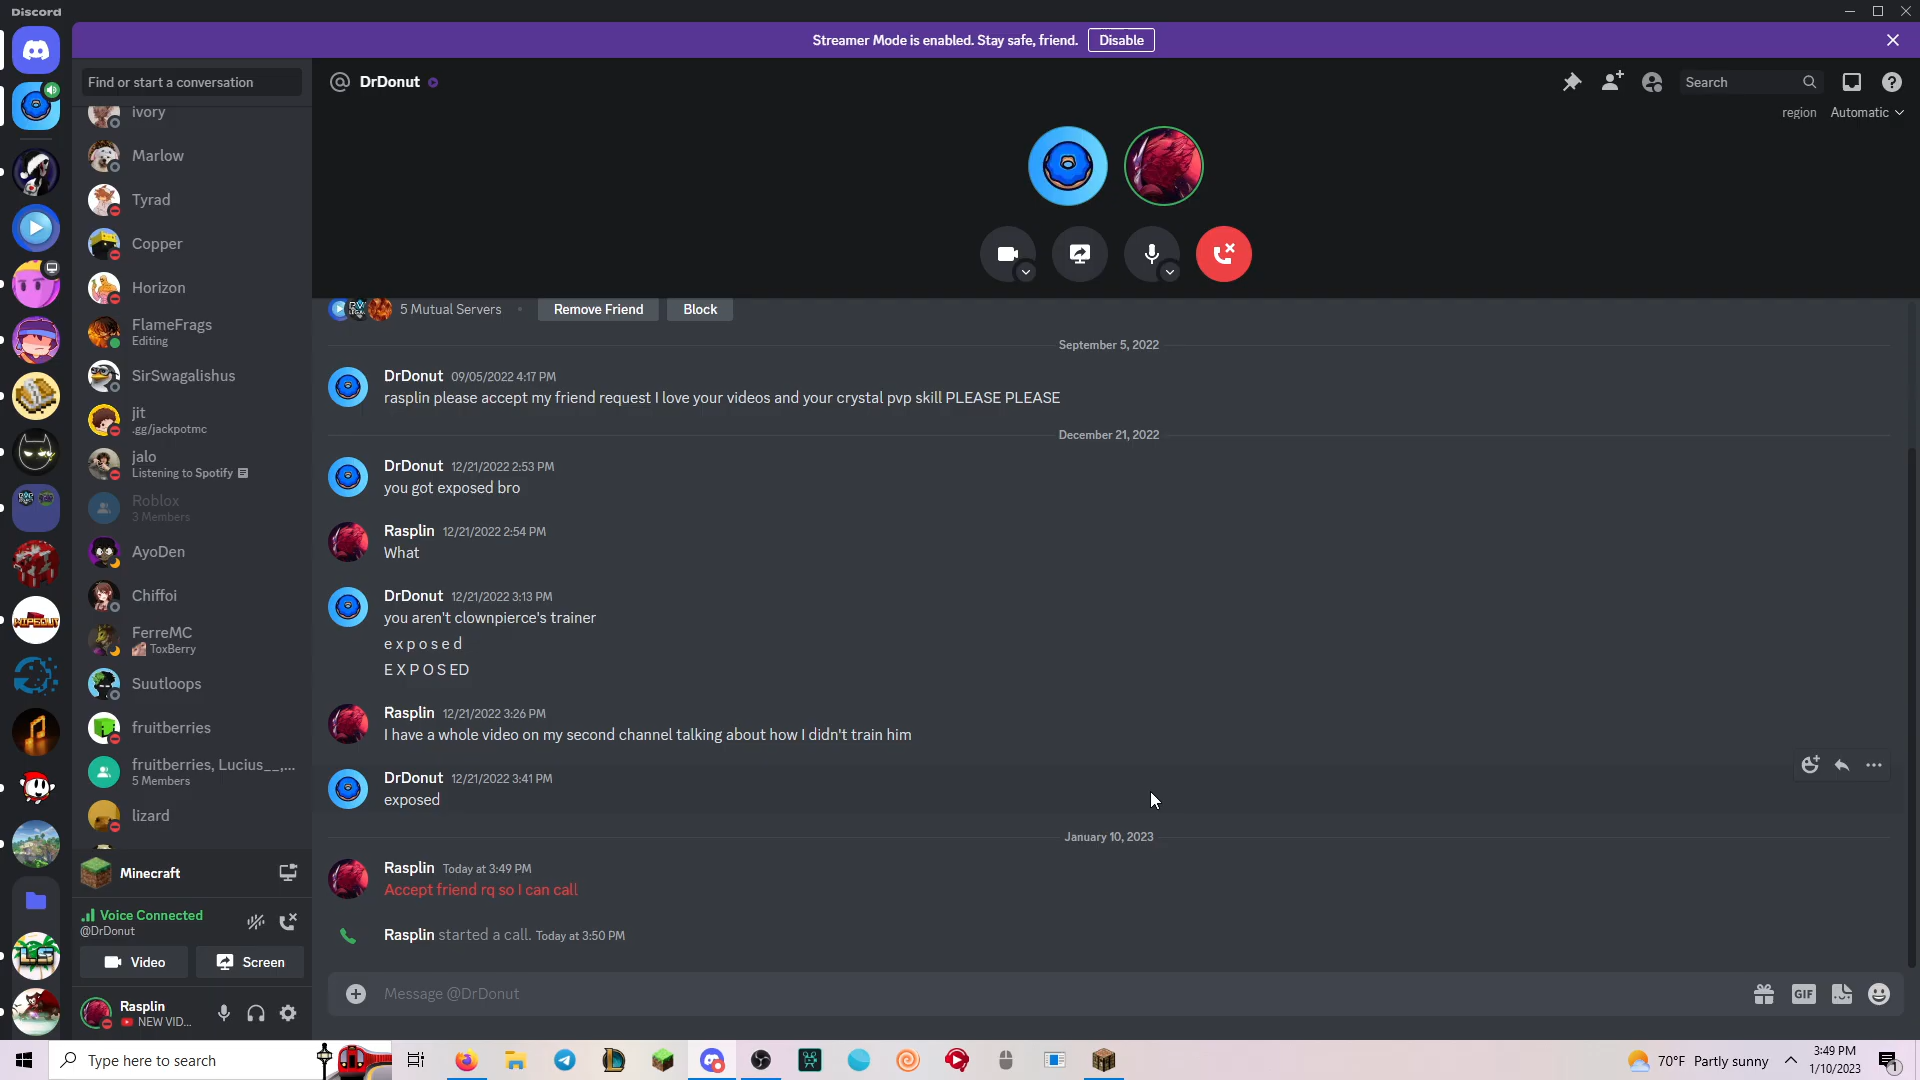 Discord
Streamer Mode is enabled. Stay safe, friend. Disable
Find or start a conversation
DrDonut
Search
region Automatic
ivory
Marlow
Tyrad
Copper
Horizon
FlameFrags
Editing
SirSwagalishus
jit
.gg/jackpotmc
jalo
Listening to Spotify
Roblox
3 Members
AyoDen
Chiffoi
FerreMC
ToxBerry
Suutloops
fruitberries
fruitberries, Lucius__,...
5 Members
lizard
Minecraft
Voice Connected
@DrDonut
Video
Screen
Rasplin
NEW VID...
5 Mutual Servers
Remove Friend
Block
September 5, 2022
DrDonut 09/05/2022 4:17 PM
rasplin please accept my friend request I love your videos and your crystal pvp skill PLEASE PLEASE
December 21, 2022
DrDonut 12/21/2022 2:53 PM
you got exposed bro
Rasplin 12/21/2022 2:54 PM
What
DrDonut 12/21/2022 3:13 PM
you aren't clownpierce's trainer
e x p o s e d
E X P O S ED
Rasplin 12/21/2022 3:26 PM
I have a whole video on my second channel talking about how I didn't train him
DrDonut 12/21/2022 3:41 PM
exposed
January 10, 2023
Rasplin Today at 3:49 PM
Accept friend rq so I can call
Rasplin started a call. Today at 3:50 PM
Message @DrDonut
GIF
Type here to search
70°F Partly sunny
3:49 PM
1/10/2023
1